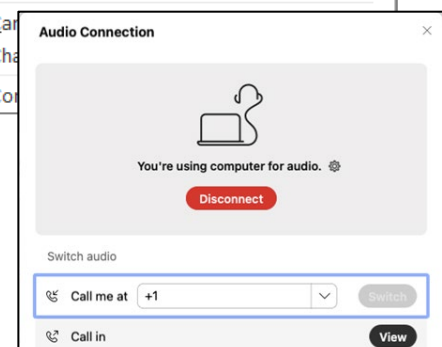 Audio Connection
You're using computer for audio.
Disconnect
Switch audio
Call me at +1 Switch
Call in View